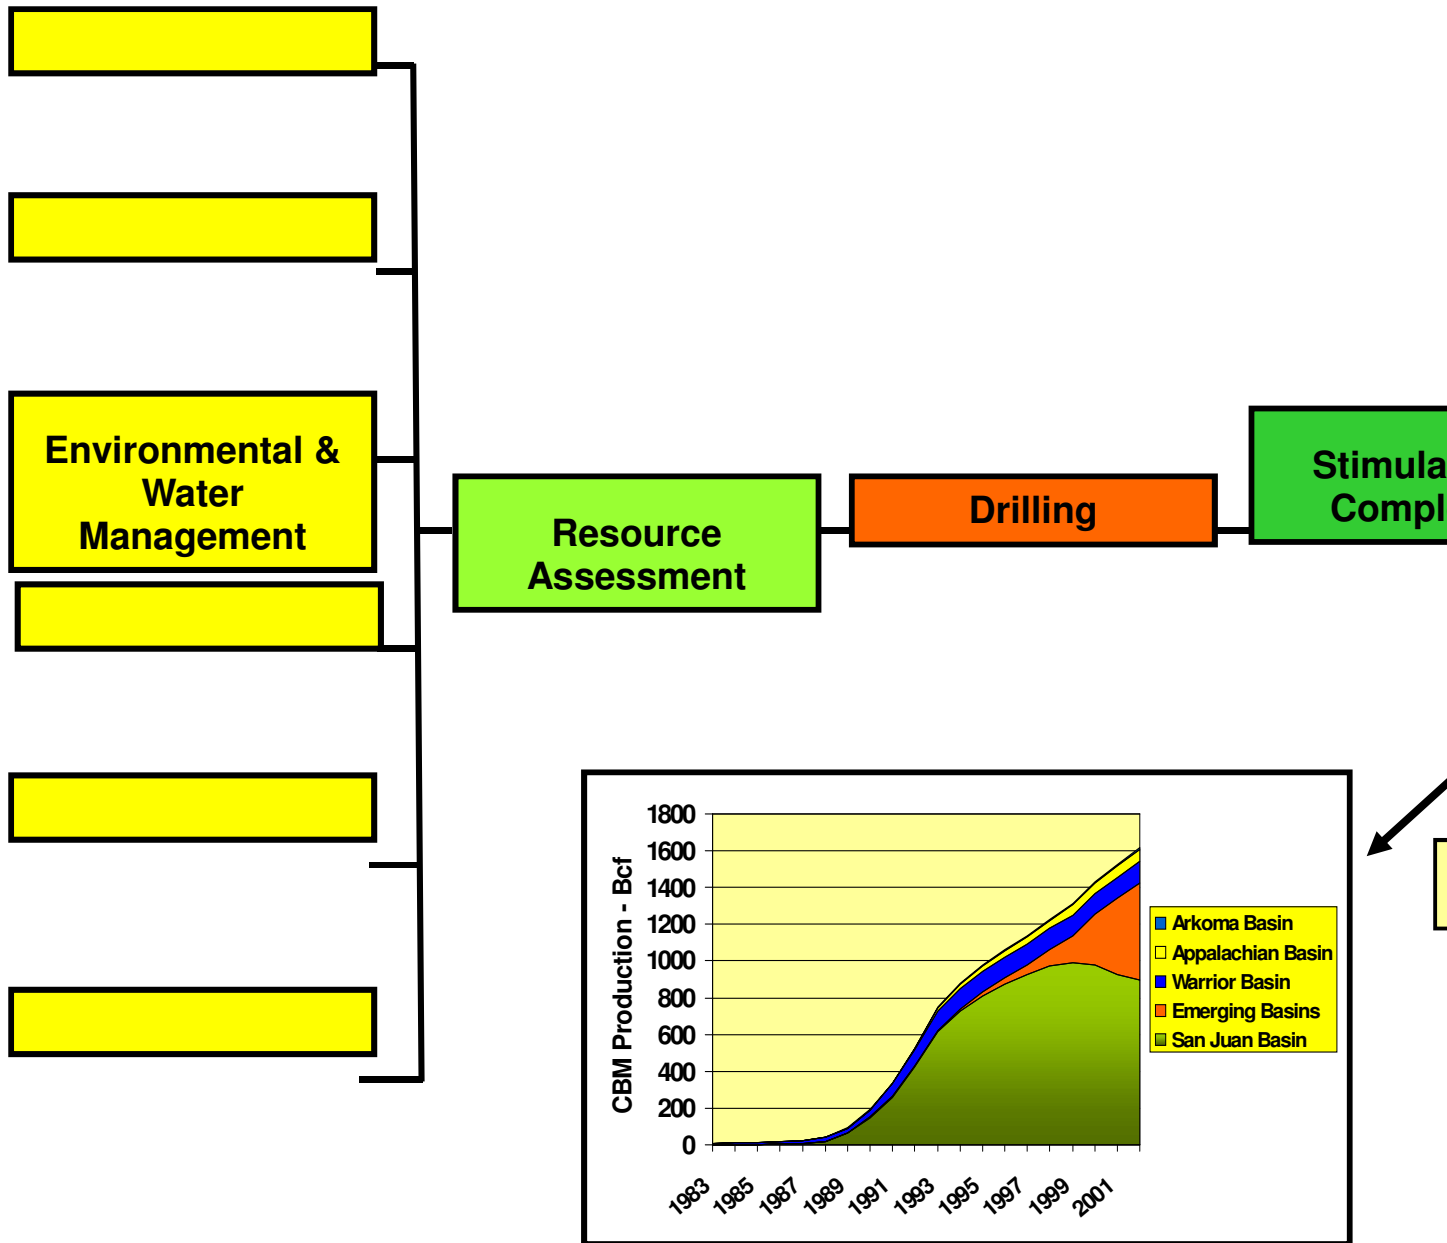 Environmental &
Water
Management
Resource
Assessment
Drilling
Stimula
Compl
CBM Production - Bcf
1800
1600
1400
1200
1000
800
600
400
200
0
1983
1985
1987
1989
1991
1993
1995
1997
1999
2001
Arkoma Basin
Appalachian Basin
Warrior Basin
Emerging Basins
San Juan Basin